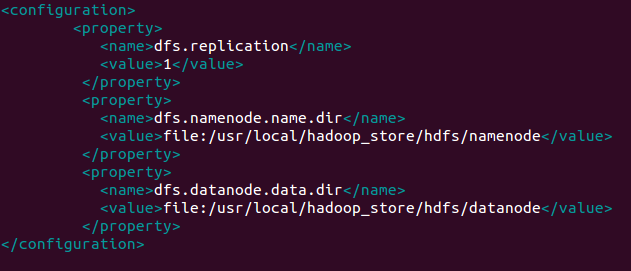 <configuration>
<property>
<name>dfs.replication</name>
<value>1</value>
</property>
<property>
<name>dfs.namenode.name.dir</name>
<value>file:/usr/local/hadoop_store/hdfs/namenode</value>
</property>
<property>
<name>dfs.datanode.data.dir</name>
<value>file:/usr/local/hadoop_store/hdfs/datanode</value>
</property>
</configuration>